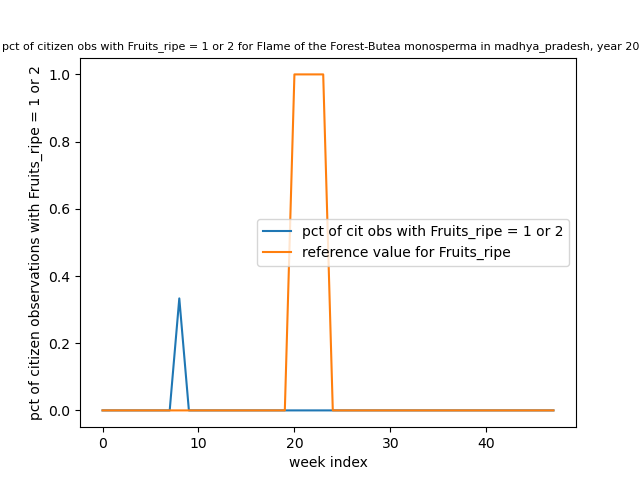 pct of citizen obs with Fruits_ripe = 1 or 2 for Flame of the Forest-Butea monosperma in madhya_pradesh, year 20
pct of citizen observations with Fruits_ripe = 1 or 2
1.0
0.8
0.6
0.4
0.2
0.0
pct of cit obs with Fruits_ripe = 1 or 2
reference value for Fruits_ripe
0 10 20 30 40
week index